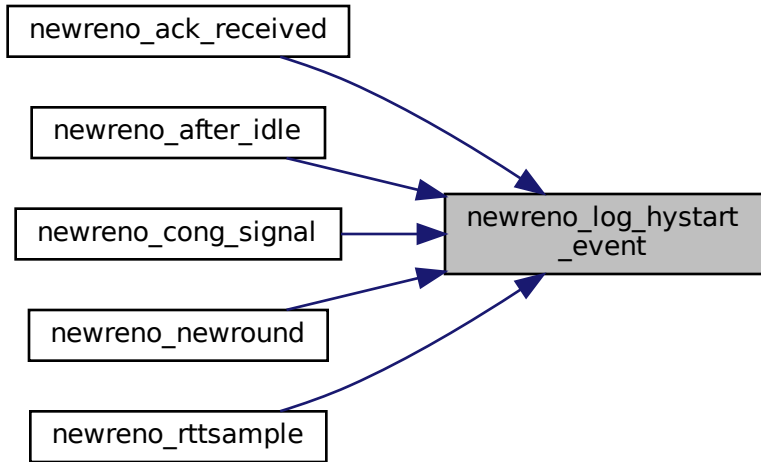 newreno_ack_received
newreno_after_idle
newreno_cong_signal
newreno_newround
newreno_rttsample
newreno_log_hystart
_event